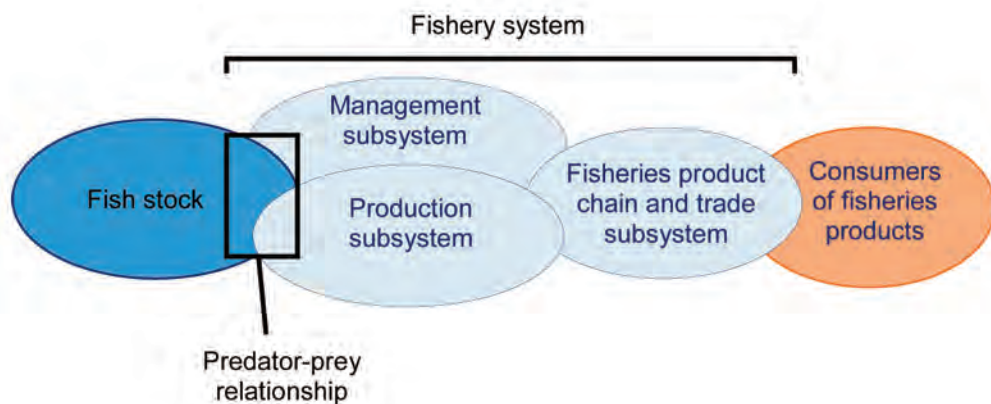 Fishery system
Management
subsystem
Fish stock
Production
subsystem
Fisheries product
chain and trade
subsystem
Consumers
of fisheries
products
Predator-prey
relationship